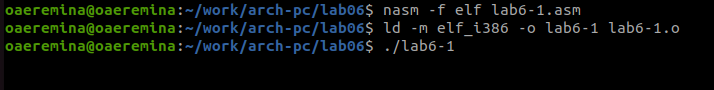 oaeremina@oaeremina:~/work/arch-pc/lab06$ nasm -f elf lab6-1.asm
oaeremina@oaeremina:~/work/arch-pc/lab06$ ld -m elf_i386 -o lab6-1 lab6-1.o
oaeremina@oaeremina:~/work/arch-pc/lab06$ ./lab6-1